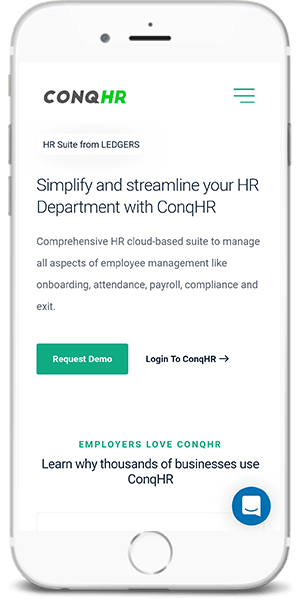 CONQHR
HR Suite from LEDGERS
Simplify and streamline your HR
Department with ConqHR
Comprehensive HR cloud-based suite to manage
all aspects of employee management like
onboarding, attendance, payroll, compliance and
exit.
Request Demo
Login To ConqHR →
EMPLOYERS LOVE CONQHR
Learn why thousands of businesses use
ConqHR